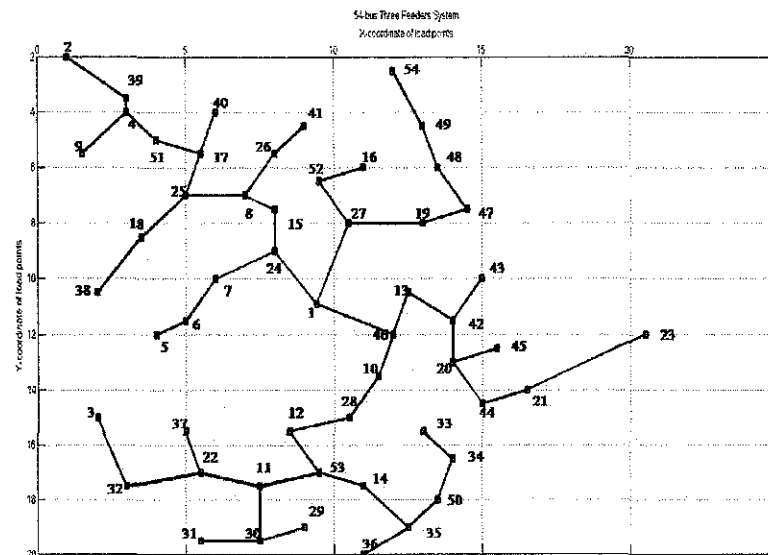 54-bus Three Feeders System
X-coordinate of load points
0 5 10 15 20
2 54
39
40 41 49
4
9 51 17 26 16 48
52
25
8 27 19 47
18 15
24
38 7 13 43
1
6 46 42
5 45 23
10 20
28 44 21
3 37 12 33
22 11 53 14 34
32
50
29
31 30 35
36
2
4
6
8
10
12
14
16
18
20
Y-coordinate of load points